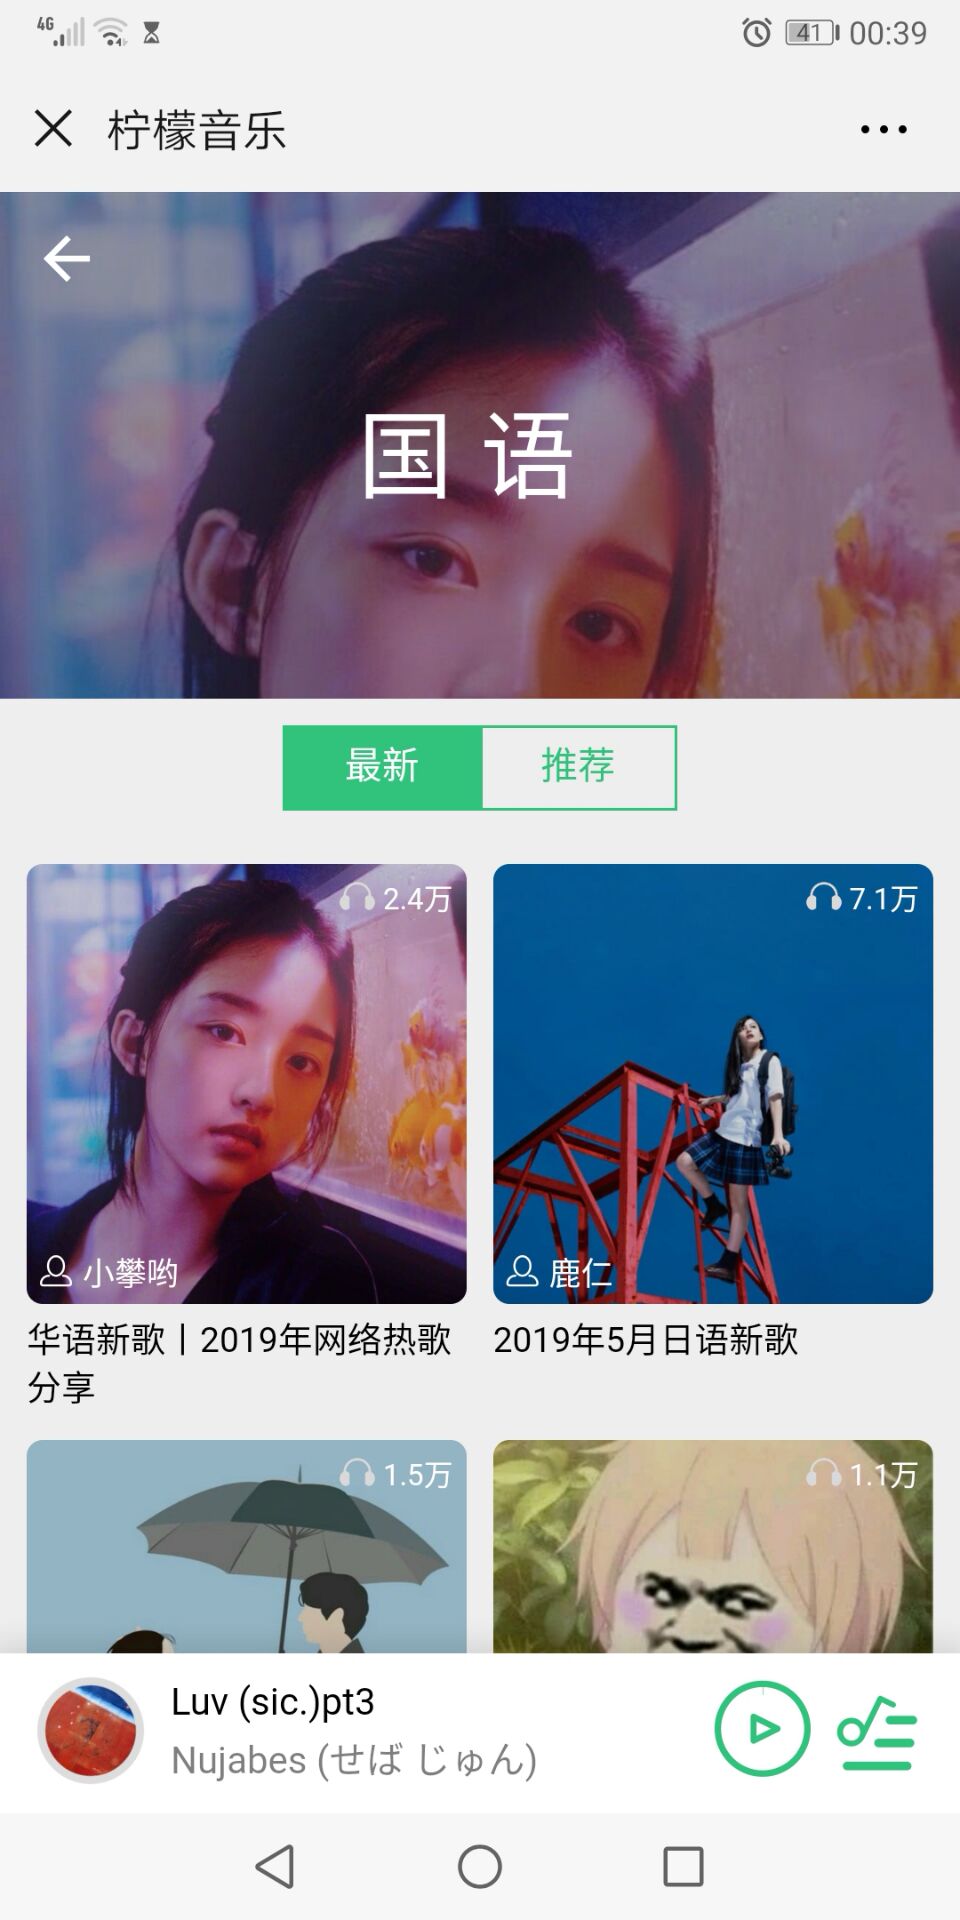 4G 41 00:39
柠檬音乐
国语
最新 推荐
2.4万 7.1万
小攀哟 鹿仁
华语新歌丨2019年网络热歌
分享
2019年5月日语新歌
1.5万 1.1万
Luv (sic.)pt3
Nujabes (せば じゅん)